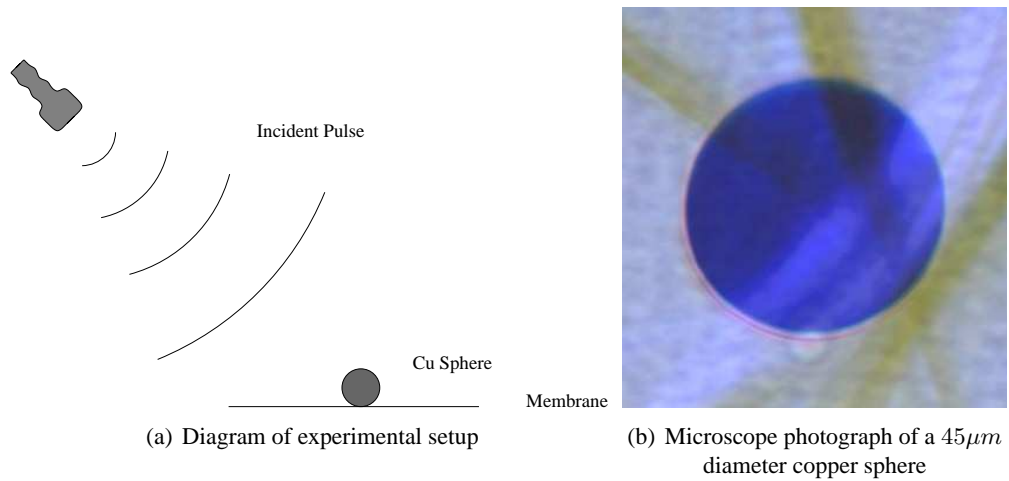 Incident Pulse
Cu Sphere
Membrane
(a) Diagram of experimental setup
(b) Microscope photograph of a 45μm
diameter copper sphere